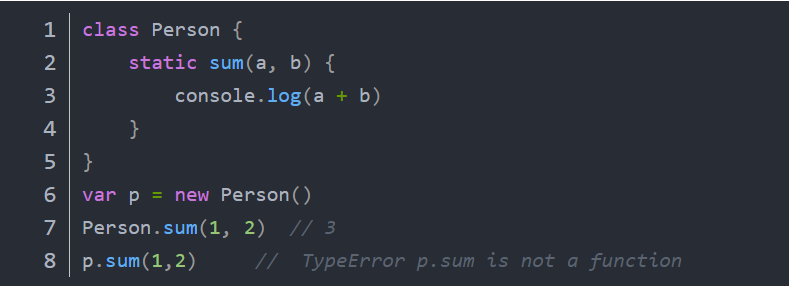 1 class Person {
2     static sum(a, b) {
3         console.log(a + b)
4     }
5 }
6 var p = new Person()
7 Person.sum(1, 2)  // 3
8 p.sum(1,2)     //  TypeError p.sum is not a function